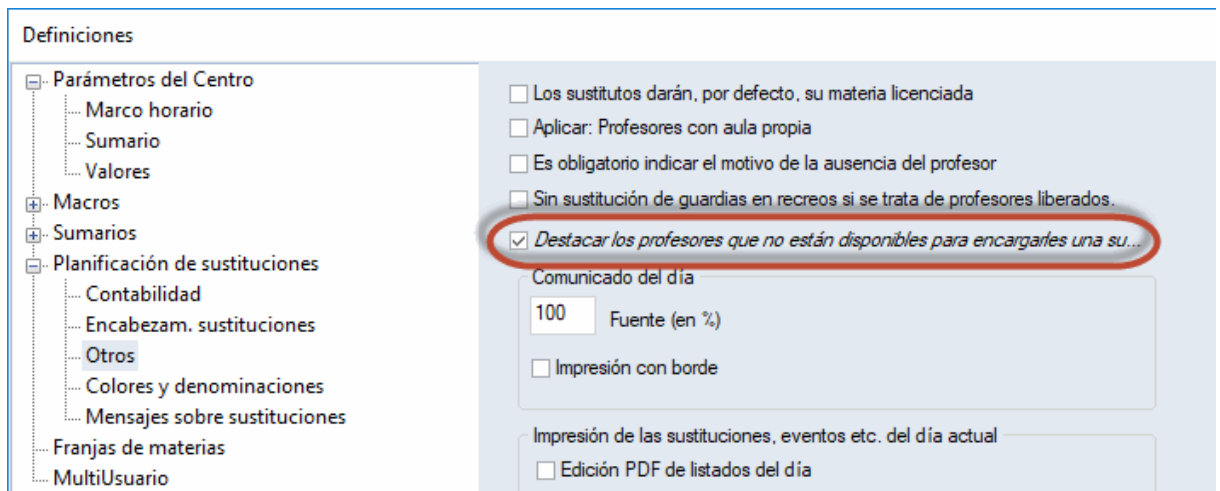 Definiciones
Parámetros del Centro
Marco horario
Sumario
Valores
Macros
Sumarios
Planificación de sustituciones
Contabilidad
Encabezam. sustituciones
Otros
Colores y denominaciones
Mensajes sobre sustituciones
Franjas de materias
MultiUsuario
Los sustitutos darán, por defecto, su materia licenciada
Aplicar: Profesores con aula propia
Es obligatorio indicar el motivo de la ausencia del profesor
Sin sustitución de guardias en recreos si se trata de profesores liberados.
Destacar los profesores que no están disponibles para encargarles una su...
Comunicado del día
100 Fuente (en %)
Impresión con borde
Impresión de las sustituciones, eventos etc. del día actual
Edición PDF de listados del día